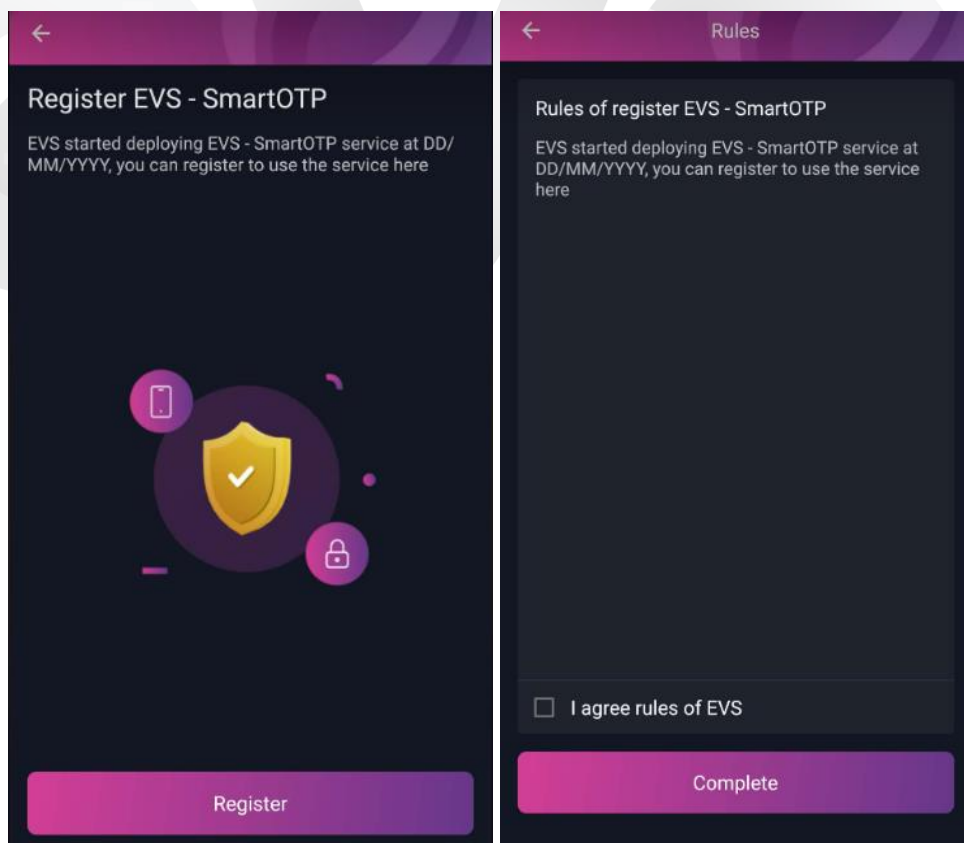 Register EVS - SmartOTP
EVS started deploying EVS - SmartOTP service at DD/
MM/YYYY, you can register to use the service here
Register
Rules
Rules of register EVS - SmartOTP
EVS started deploying EVS - SmartOTP service at
DD/MM/YYYY, you can register to use the service
here
I agree rules of EVS
Complete